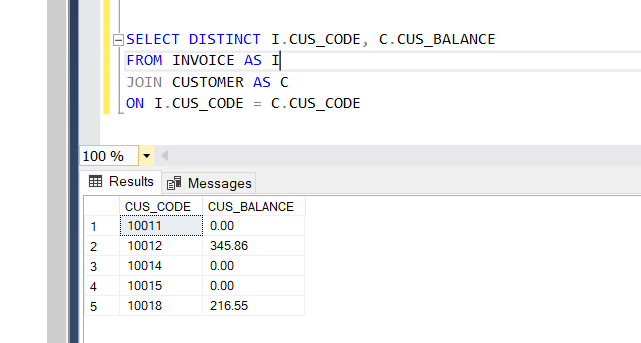 SELECT DISTINCT I.CUS_CODE, C.CUS_BALANCE
FROM INVOICE AS I
JOIN CUSTOMER AS C
ON I.CUS_CODE = C.CUS_CODE
100 %
Results Messages
CUS_CODE CUS_BALANCE
1 10011 0.00
2 10012 345.86
3 10014 0.00
4 10015 0.00
5 10018 216.55